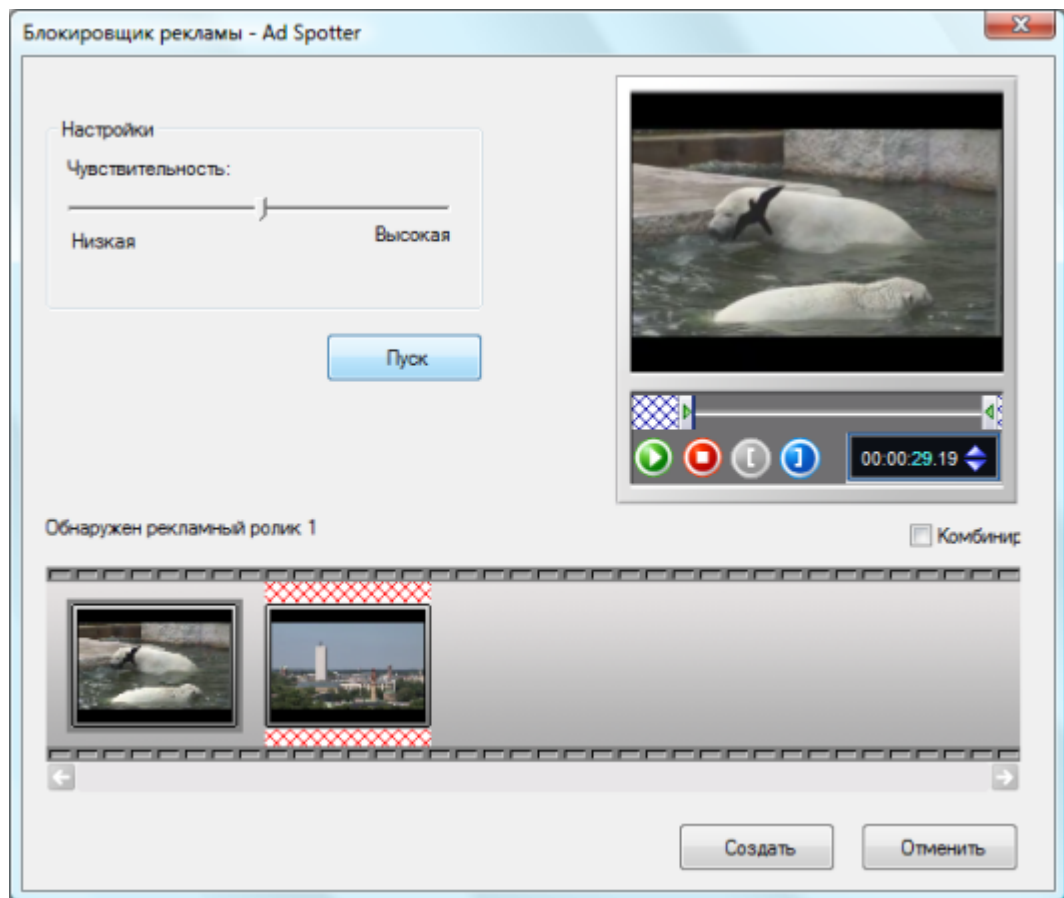 Блокировщик рекламы - Ad Spotter
Настройки
Чувствительность:
Низкая
Высокая
Пуск
00:00:29.19
Обнаружен рекламный ролик 1
Комбинир
Создать
Отменить